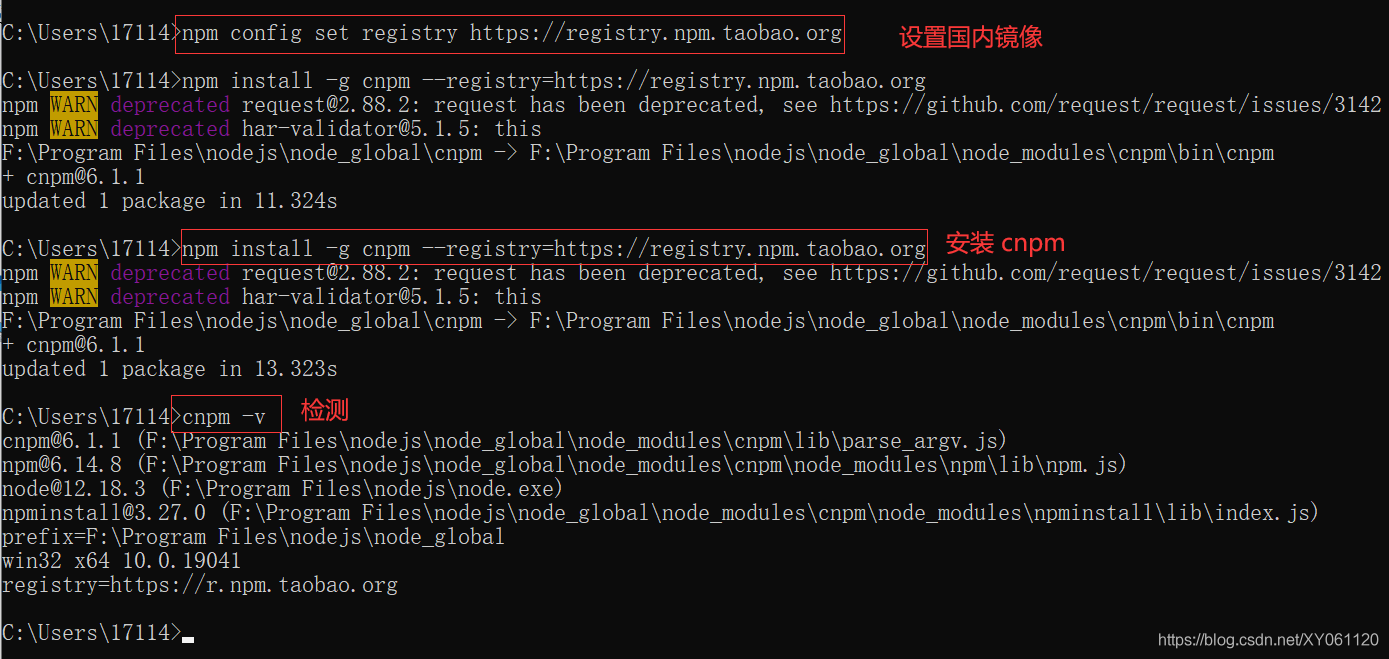 C:\Users\17114>npm config set registry https://registry.npm.taobao.org 设置国内镜像
C:\Users\17114>npm install -g cnpm --registry=https://registry.npm.taobao.org
npm WARN deprecated request@2.88.2: request has been deprecated, see https://github.com/request/request/issues/3142
npm WARN deprecated har-validator@5.1.5: this
F:\Program Files\nodejs\node_global\cnpm -> F:\Program Files\nodejs\node_global\node_modules\cnpm\bin\cnpm
+ cnpm@6.1.1
updated 1 package in 11.324s
C:\Users\17114>npm install -g cnpm --registry=https://registry.npm.taobao.org 安装 cnpm
npm WARN deprecated request@2.88.2: request has been deprecated, see https://github.com/request/request/issues/3142
npm WARN deprecated har-validator@5.1.5: this
F:\Program Files\nodejs\node_global\cnpm -> F:\Program Files\nodejs\node_global\node_modules\cnpm\bin\cnpm
+ cnpm@6.1.1
updated 1 package in 13.323s
C:\Users\17114>cnpm -v 检测
cnpm@6.1.1 (F:\Program Files\nodejs\node_global\node_modules\cnpm\lib\parse_argv.js)
npm@6.14.8 (F:\Program Files\nodejs\node_global\node_modules\cnpm\node_modules\npm\lib\npm.js)
node@12.18.3 (F:\Program Files\nodejs\node.exe)
npminstall@3.27.0 (F:\Program Files\nodejs\node_global\node_modules\cnpm\node_modules\npminstall\lib\index.js)
prefix=F:\Program Files\nodejs\node_global
win32 x64 10.0.19041
registry=https://r.npm.taobao.org
C:\Users\17114>
https://blog.csdn.net/XY061120